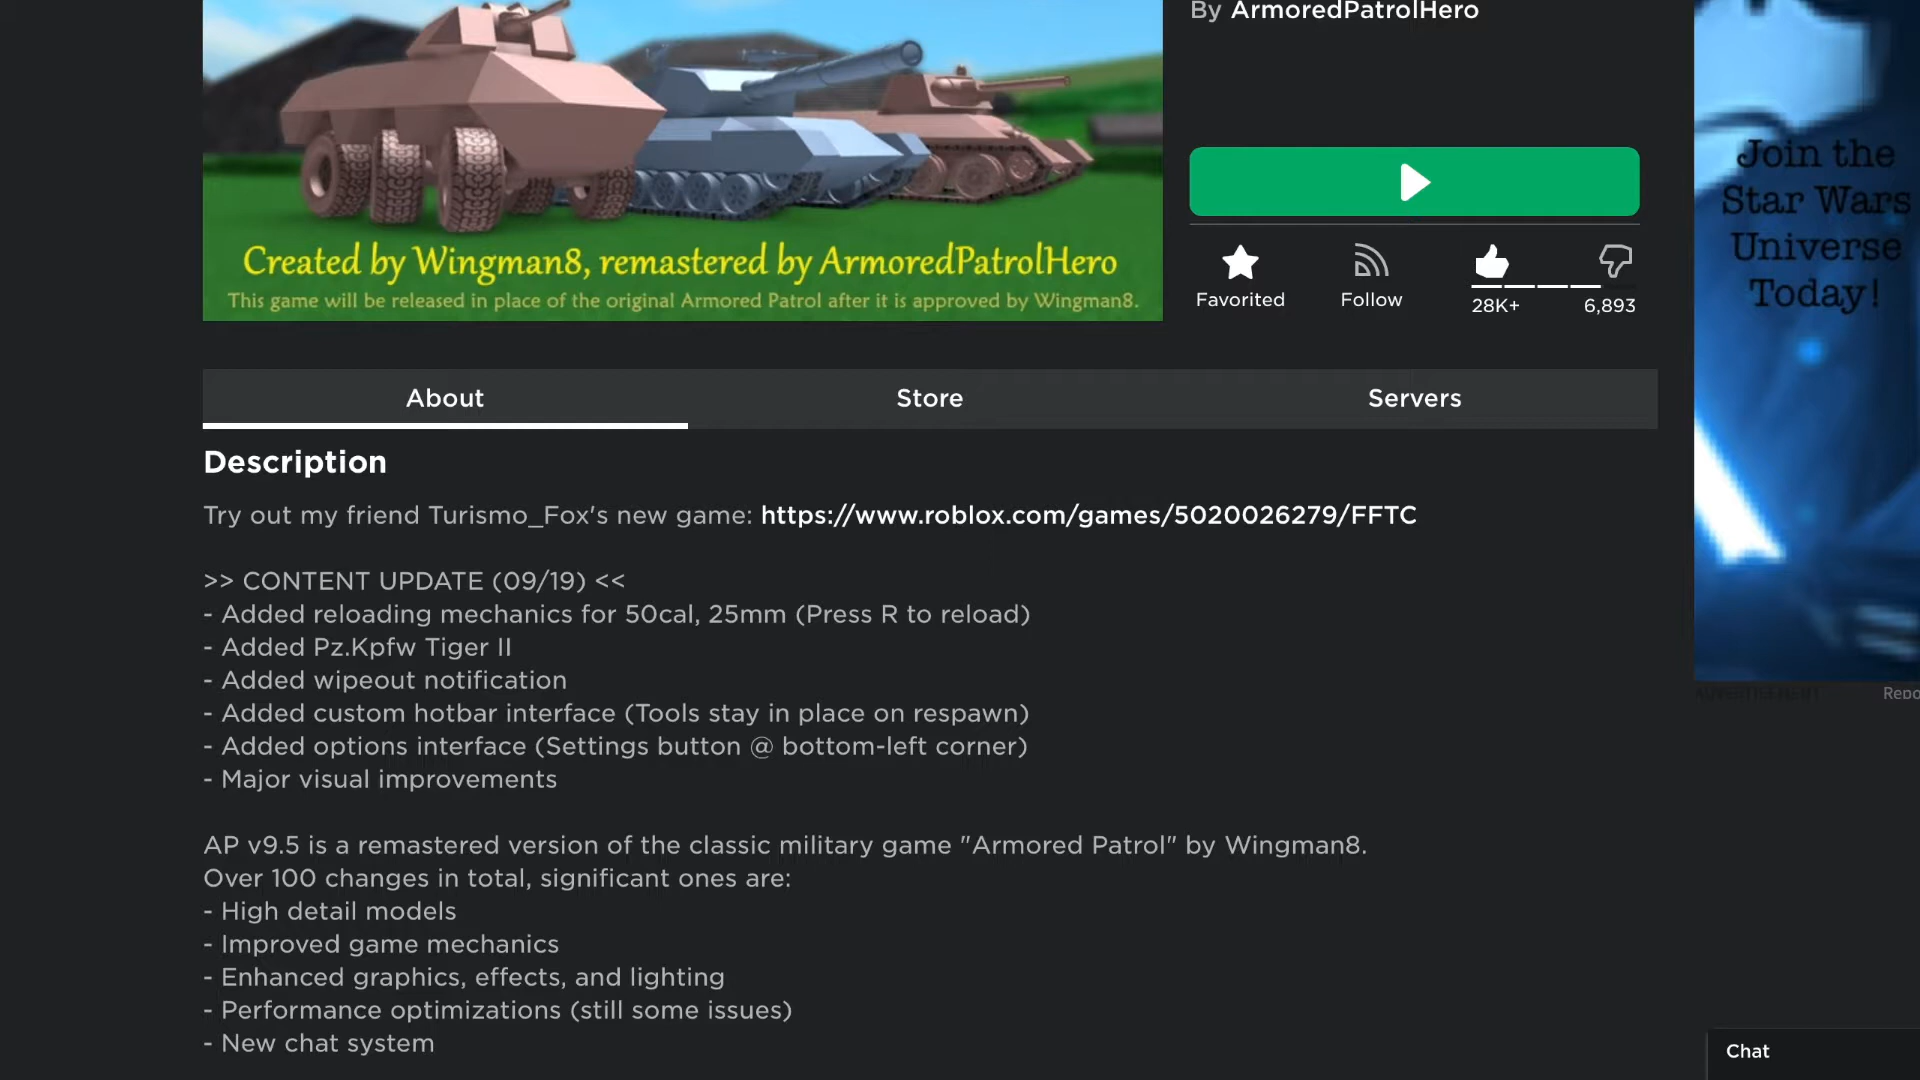 By ArmoredPatrolHero
Created by Wingman8, remastered by ArmoredPatrolHero
This game will be released in place of the original Armored Patrol after it is approved by Wingman8.
Favorited
Follow
28K+
6,893
Join the
Star Wars
Universe
Today!
About
Store
Servers
Description
Try out my friend Turismo_Fox's new game: https://www.roblox.com/games/5020026279/FFTC
>> CONTENT UPDATE (09/19) <<
- Added reloading mechanics for 50cal, 25mm (Press R to reload)
- Added Pz.Kpfw Tiger II
- Added wipeout notification
- Added custom hotbar interface (Tools stay in place on respawn)
- Added options interface (Settings button @ bottom-left corner)
- Major visual improvements
ADVERTISEMENT
Repo
AP v9.5 is a remastered version of the classic military game "Armored Patrol" by Wingman8.
Over 100 changes in total, significant ones are:
- High detail models
- Improved game mechanics
- Enhanced graphics, effects, and lighting
- Performance optimizations (still some issues)
- New chat system
Chat